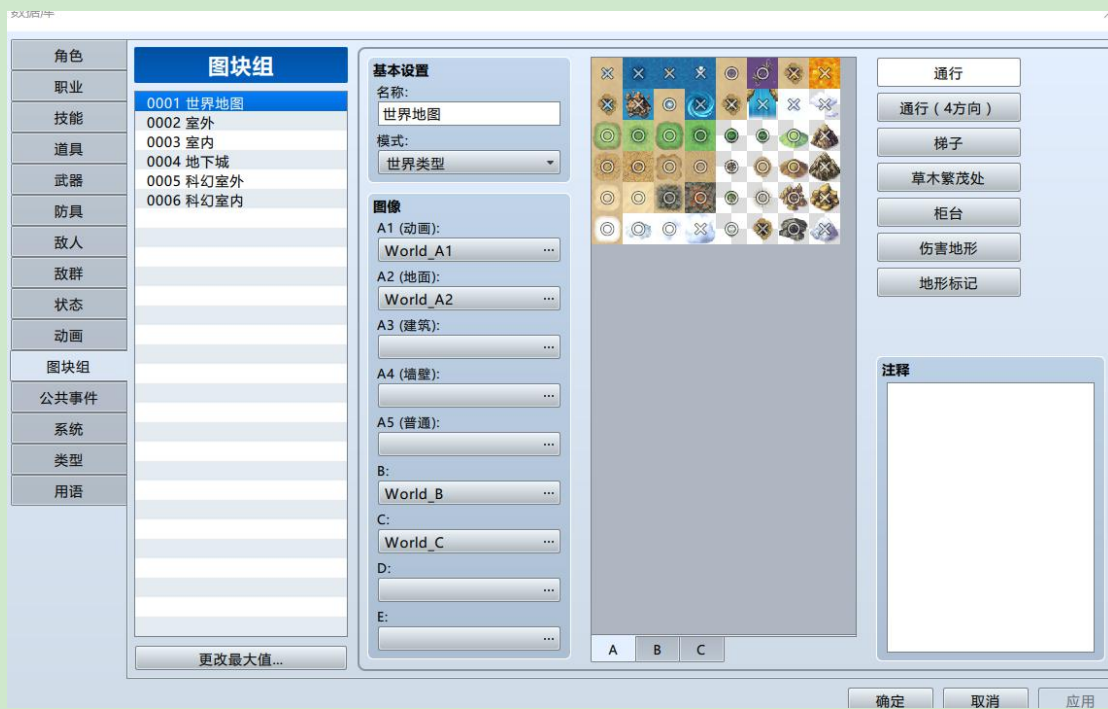 数据库
角色
职业
技能
道具
武器
防具
敌人
敌群
状态
动画
图块组
公共事件
系统
类型
用语
图块组
0001 世界地图
0002 室外
0003 室内
0004 地下城
0005 科幻室外
0006 科幻室内
更改最大值...
基本设置
名称:
世界地图
模式:
世界类型
图像
A1 (动画):
World_A1 ...
A2 (地面):
World_A2 ...
A3 (建筑):
...
A4 (墙壁):
...
A5 (普通):
...
B:
World_B ...
C:
World_C ...
D:
...
E:
...
A B C
通行
通行 ( 4方向 )
梯子
草木繁茂处
柜台
伤害地形
地形标记
注释
确定 取消 应用